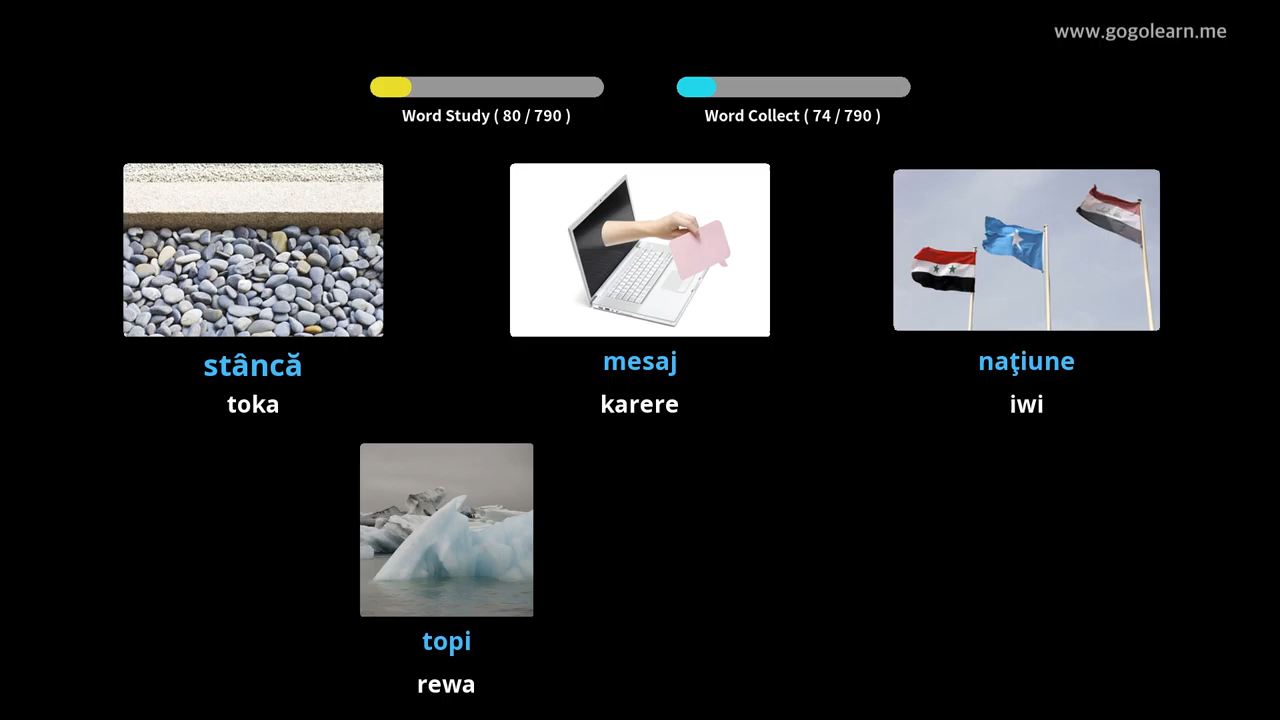 www.gogolearn.me
Word Study ( 80 / 790 )
Word Collect ( 74 / 790 )
stâncă
toka
mesaj
karere
naţiune
iwi
topi
rewa